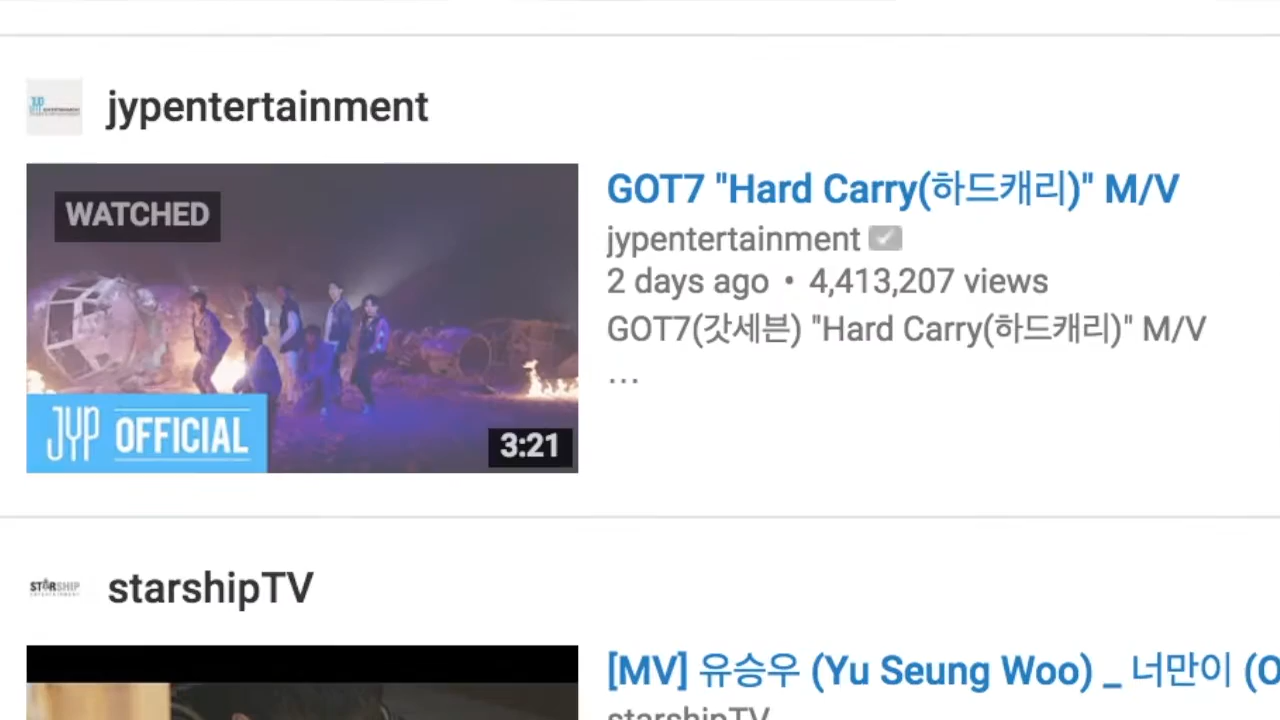 jypentertainment
WATCHED
JYP OFFICIAL
3:21
GOT7 "Hard Carry(하드캐리)" M/V
jypentertainment
2 days ago • 4,413,207 views
GOT7(갓세븐) "Hard Carry(하드캐리)" M/V
...
STARSHIP
starshipTV
[MV] 유승우 (Yu Seung Woo) _ 너만이 (O
starshipTV